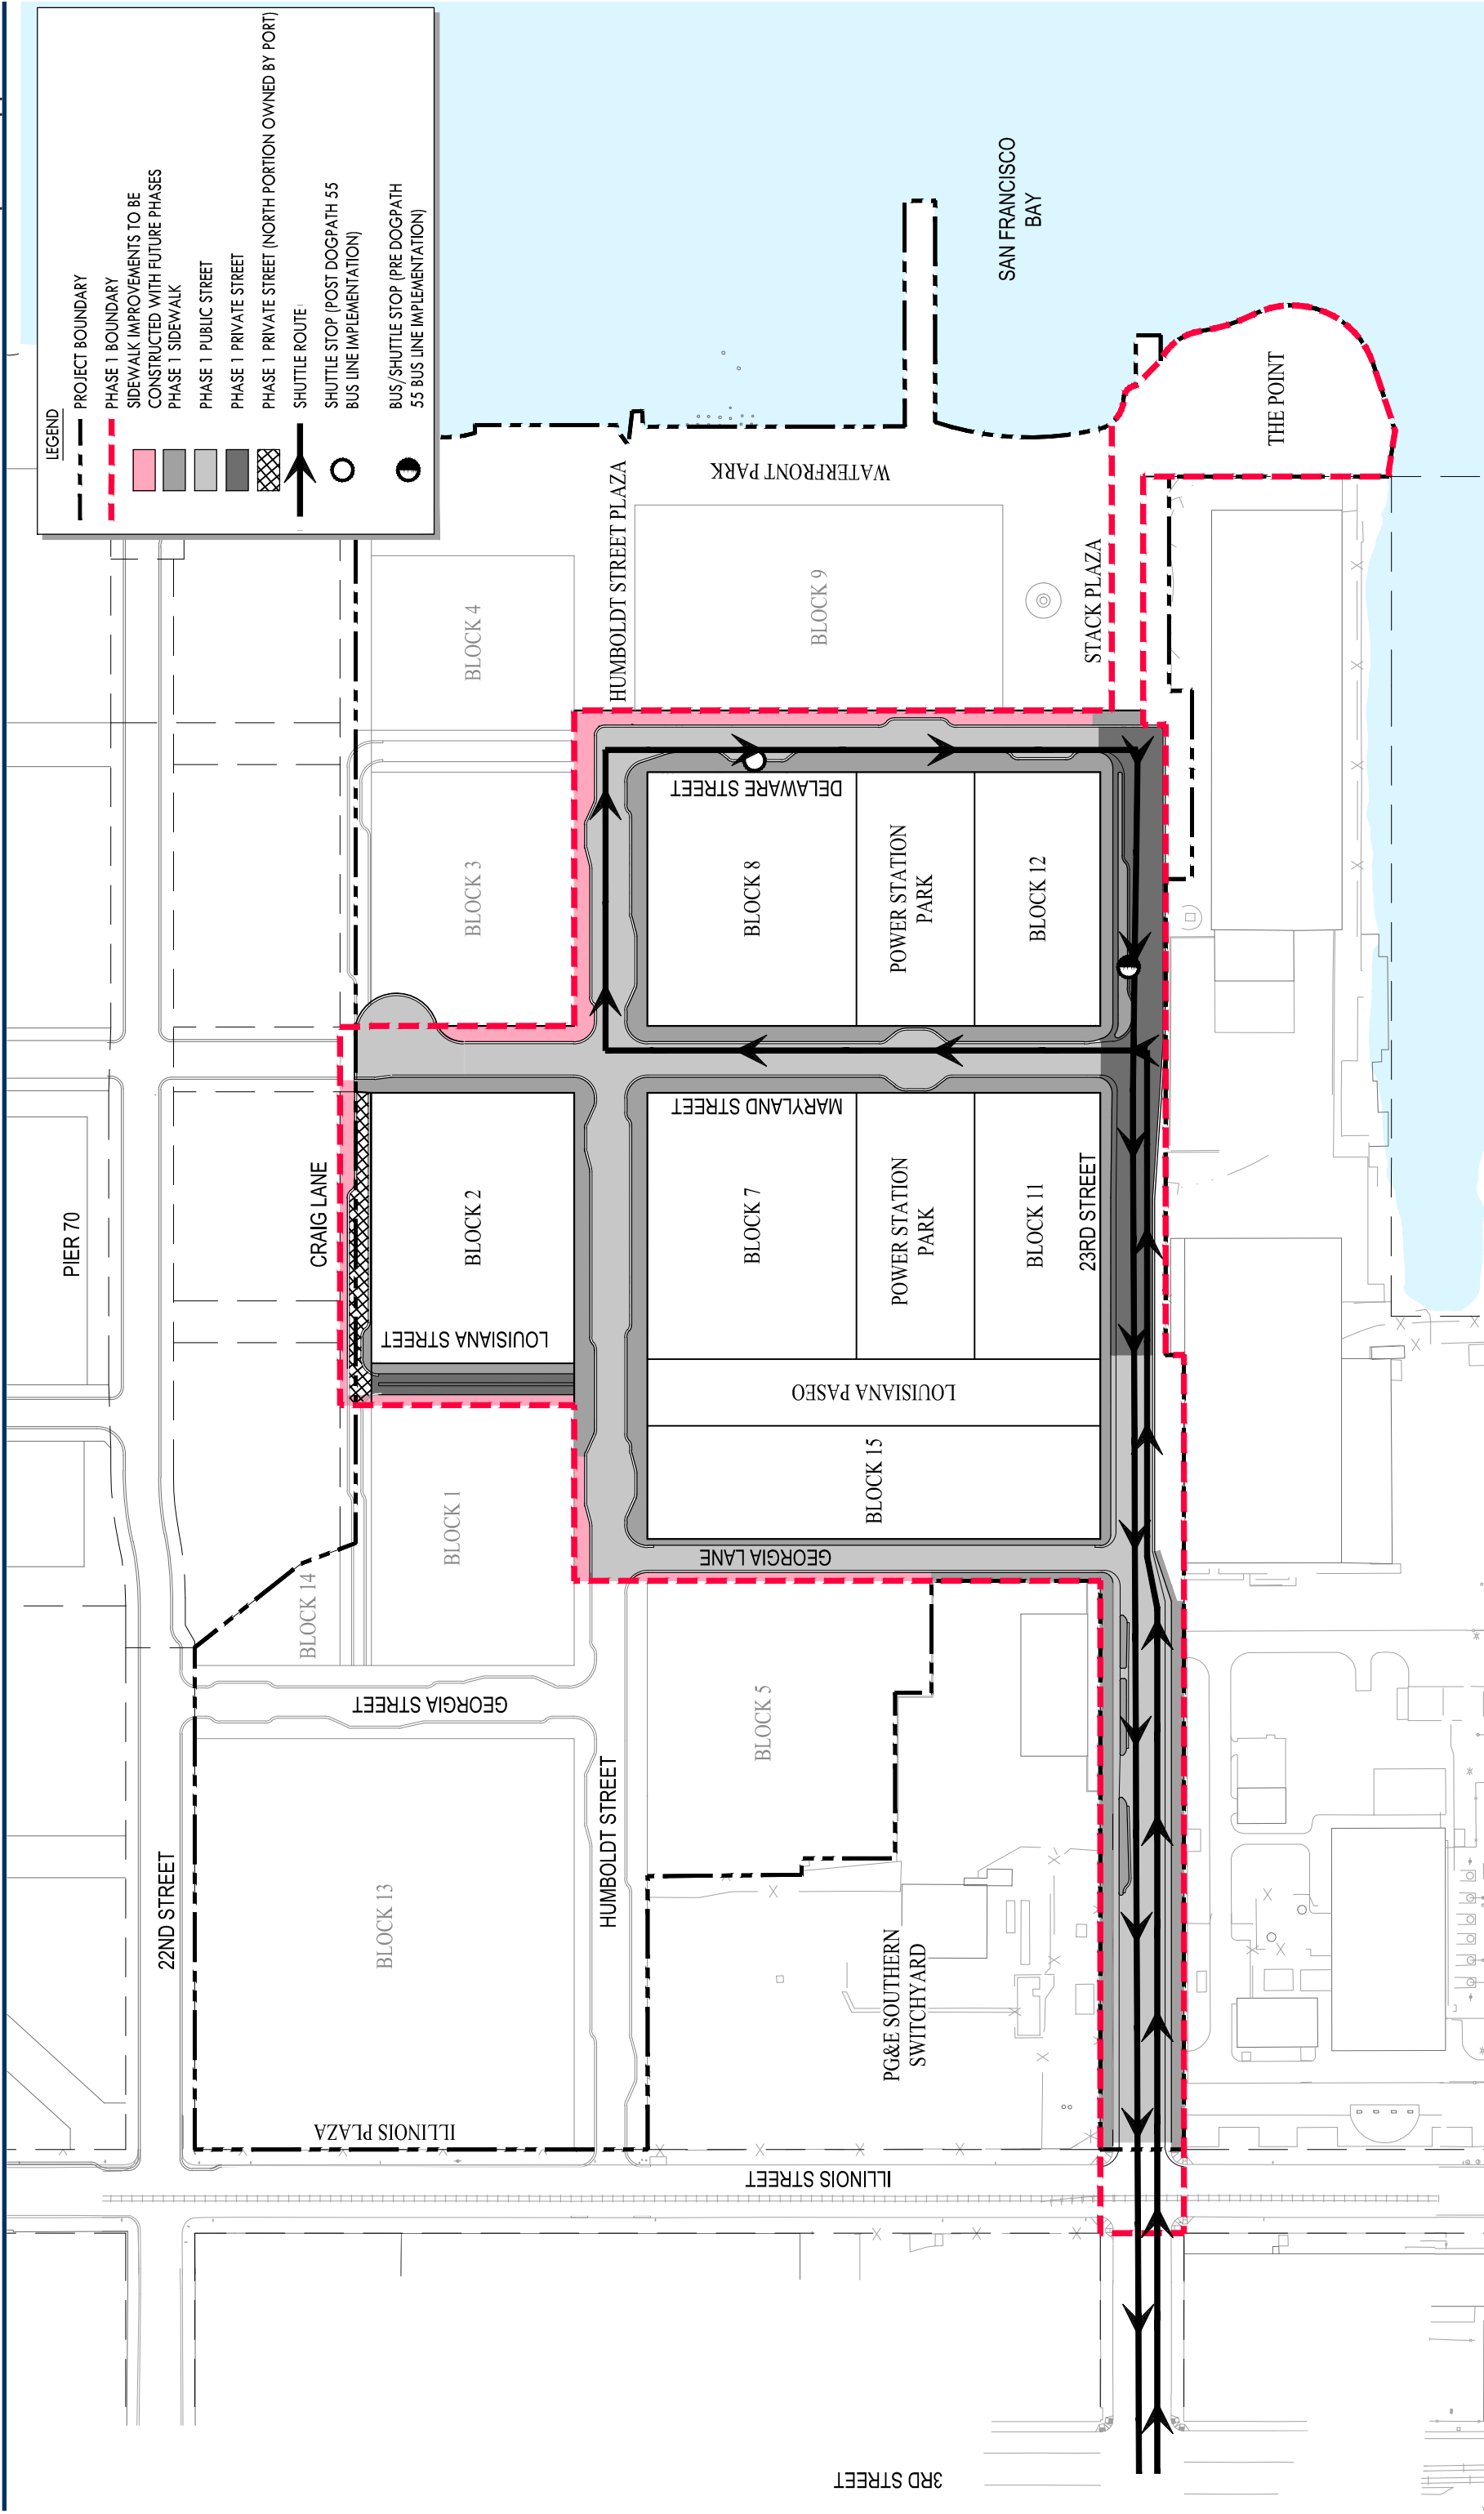 LEGEND
PROJECT BOUNDARY
PHASE 1 BOUNDARY
SIDEWALK IMPROVEMENTS TO BE
CONSTRUCTED WITH FUTURE PHASES
PHASE 1 SIDEWALK
PHASE 1 PUBLIC STREET
PHASE 1 PRIVATE STREET
PHASE 1 PRIVATE STREET (NORTH PORTION OWNED BY PORT)
SHUTTLE ROUTE
SHUTTLE STOP (POST DOGPATH 55
BUS LINE IMPLEMENTATION)
BUS/SHUTTLE STOP (PRE DOGPATH
55 BUS LINE IMPLEMENTATION)
PIER 70
22ND STREET
CRAIG LANE
BLOCK 14
BLOCK 13
GEORGIA STREET
BLOCK 1
LOUISIANA STREET
BLOCK 2
BLOCK 3
BLOCK 4
ILLINOIS PLAZA
HUMBOLDT STREET
HUMBOLDT STREET PLAZA
ILLINOIS STREET
BLOCK 5
GEORGIA LANE
BLOCK 15
LOUISIANA PASEO
BLOCK 7
MARYLAND STREET
BLOCK 8
DELAWARE STREET
BLOCK 9
WATERFRONT PARK
PG&E SOUTHERN
SWITCHYARD
POWER STATION
PARK
POWER STATION
PARK
BLOCK 11
BLOCK 12
SAN FRANCISCO
BAY
3RD STREET
23RD STREET
STACK PLAZA
THE POINT